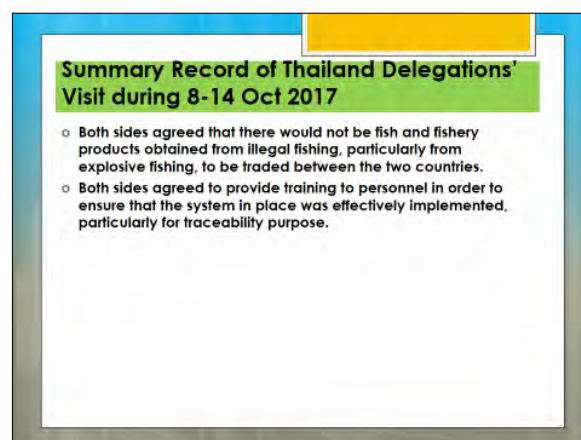 Summary Record of Thailand Delegations'
Visit during 8-14 Oct 2017
Both sides agreed that there would not be fish and fishery
products obtained from illegal fishing, particularly from
explosive fishing, to be traded between the two countries.
Both sides agreed to provide training to personnel in order to
ensure that the system in place was effectively implemented,
particularly for traceability purpose.